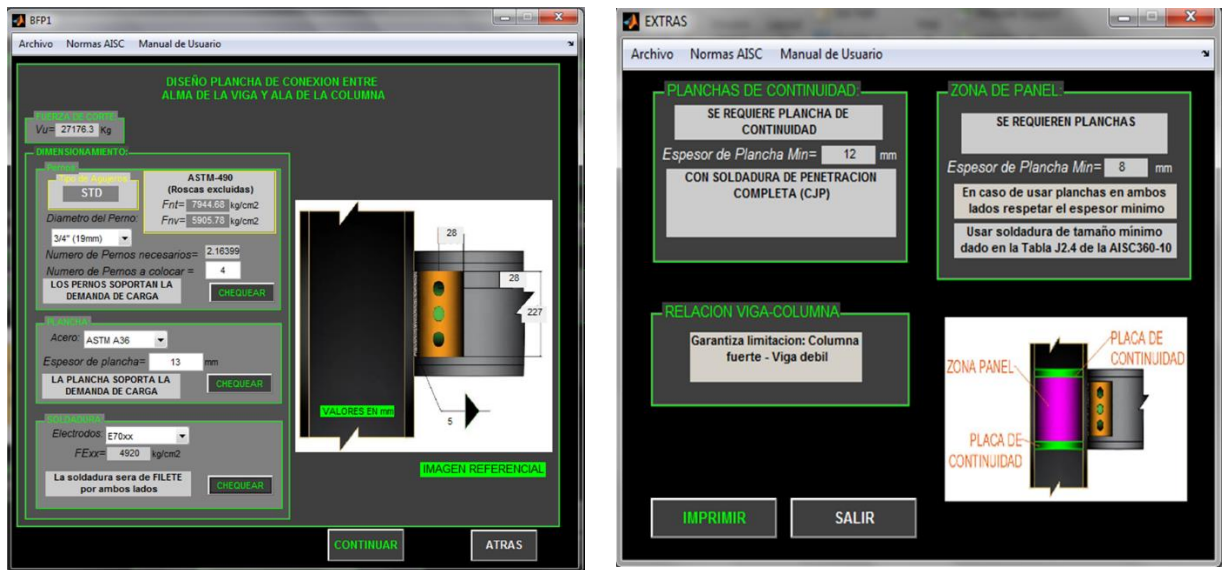 BFP1
Archivo Normas AISC Manual de Usuario
DISEÑO PLANCHA DE CONEXION ENTRE
ALMA DE LA VIGA Y ALA DE LA COLUMNA
FUERZA DE CORTE
Vu= 27176.3 Kg
DIMENSIONAMIENTO:
Pernos
Tipo de Agujeros
STD
ASTM-490
(Roscas excluidas)
Fnt= 7944.68 kg/cm2
Fnv= 5905.78 kg/cm2
Diametro del Perno:
3/4" (19mm)
Numero de Pernos necesarios= 2.16399
Numero de Pernos a colocar = 4
LOS PERNOS SOPORTAN LA
DEMANDA DE CARGA
CHEQUEAR
PLANCHA
Acero: ASTM A36
Espesor de plancha= 13 mm
LA PLANCHA SOPORTA LA
DEMANDA DE CARGA
CHEQUEAR
SOLDADURA
Electrodos: E70xx
FExx= 4920 kg/cm2
La soldadura sera de FILETE
por ambos lados
CHEQUEAR
28
28
227
VALORES EN mm
5
IMAGEN REFERENCIAL
CONTINUAR
ATRAS
EXTRAS
Archivo Normas AISC Manual de Usuario
PLANCHAS DE CONTINUIDAD:
SE REQUIERE PLANCHA DE
CONTINUIDAD
Espesor de Plancha Min= 12 mm
CON SOLDADURA DE PENETRACION
COMPLETA (CJP)
ZONA DE PANEL:
SE REQUIEREN PLANCHAS
Espesor de Plancha Min= 8 mm
En caso de usar planchas en ambos
lados respetar el espesor minimo
Usar soldadura de tamaño minimo
dado en la Tabla J2.4 de la AISC360-10
RELACION VIGA-COLUMNA
Garantiza limitacion: Columna
fuerte - Viga debil
PLACA DE
CONTINUIDAD
ZONA PANEL
PLACA DE
CONTINUIDAD
IMPRIMIR
SALIR